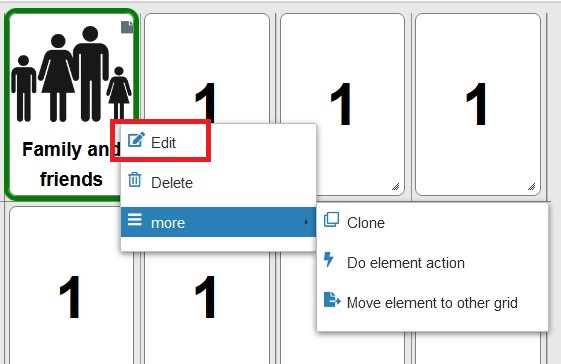 1
1
1
Family and
friends
Edit
Delete
more
Clone
Do element action
Move element to other grid
1
1